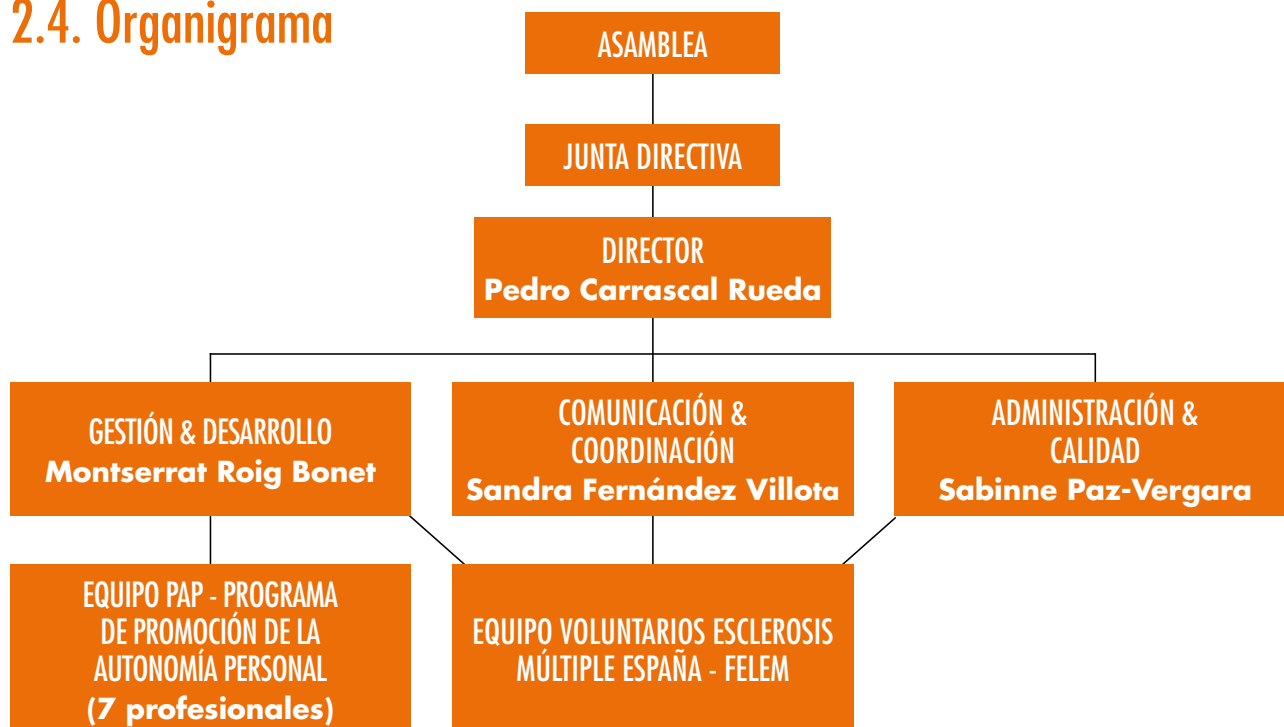 2.4. Organigrama
ASAMBLEA
JUNTA DIRECTIVA
DIRECTOR
Pedro Carrascal Rueda
GESTIÓN & DESARROLLO
Montserrat Roig Bonet
COMUNICACIÓN &
COORDINACIÓN
Sandra Fernández Villota
ADMINISTRACIÓN &
CALIDAD
Sabinne Paz-Vergara
EQUIPO PAP - PROGRAMA
DE PROMOCIÓN DE LA
AUTONOMÍA PERSONAL
(7 profesionales)
EQUIPO VOLUNTARIOS ESCLEROSIS
MÚLTIPLE ESPAÑA - FELEM